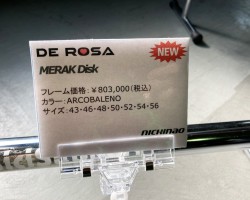 DE ROSA
NEW
MERAK Disk
フレーム価格：￥803,000(税込)
カラー：ARCOBALENO
サイズ：43・46・48・50・52・54・56
NICHINAO